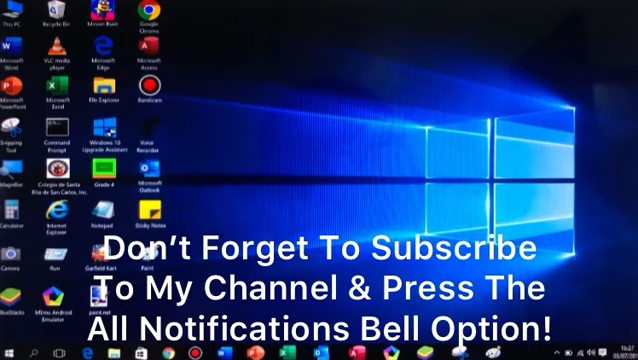 This PC
Recycle Bin
Minion Rush
Google Chrome
Microsoft Word
VLC media player
Microsoft Edge
Microsoft Access
Microsoft PowerPoint
Microsoft Excel
File Explorer
Bandicam
Snipping Tool
Command Prompt
Windows 10 Upgrade Assistant
Voice Recorder
Magnifier
Colegio de Santa Rita de San Carlos, Inc.
Grade 4
Microsoft Outlook
Calculator
Internet Explorer
Notepad
Sticky Notes
Camera
Run
Garfield Kart
Paint
BlueStacks
MEmu Android Emulator
paint.net
Don't Forget To Subscribe
To My Channel & Press The
All Notifications Bell Option!
16:27